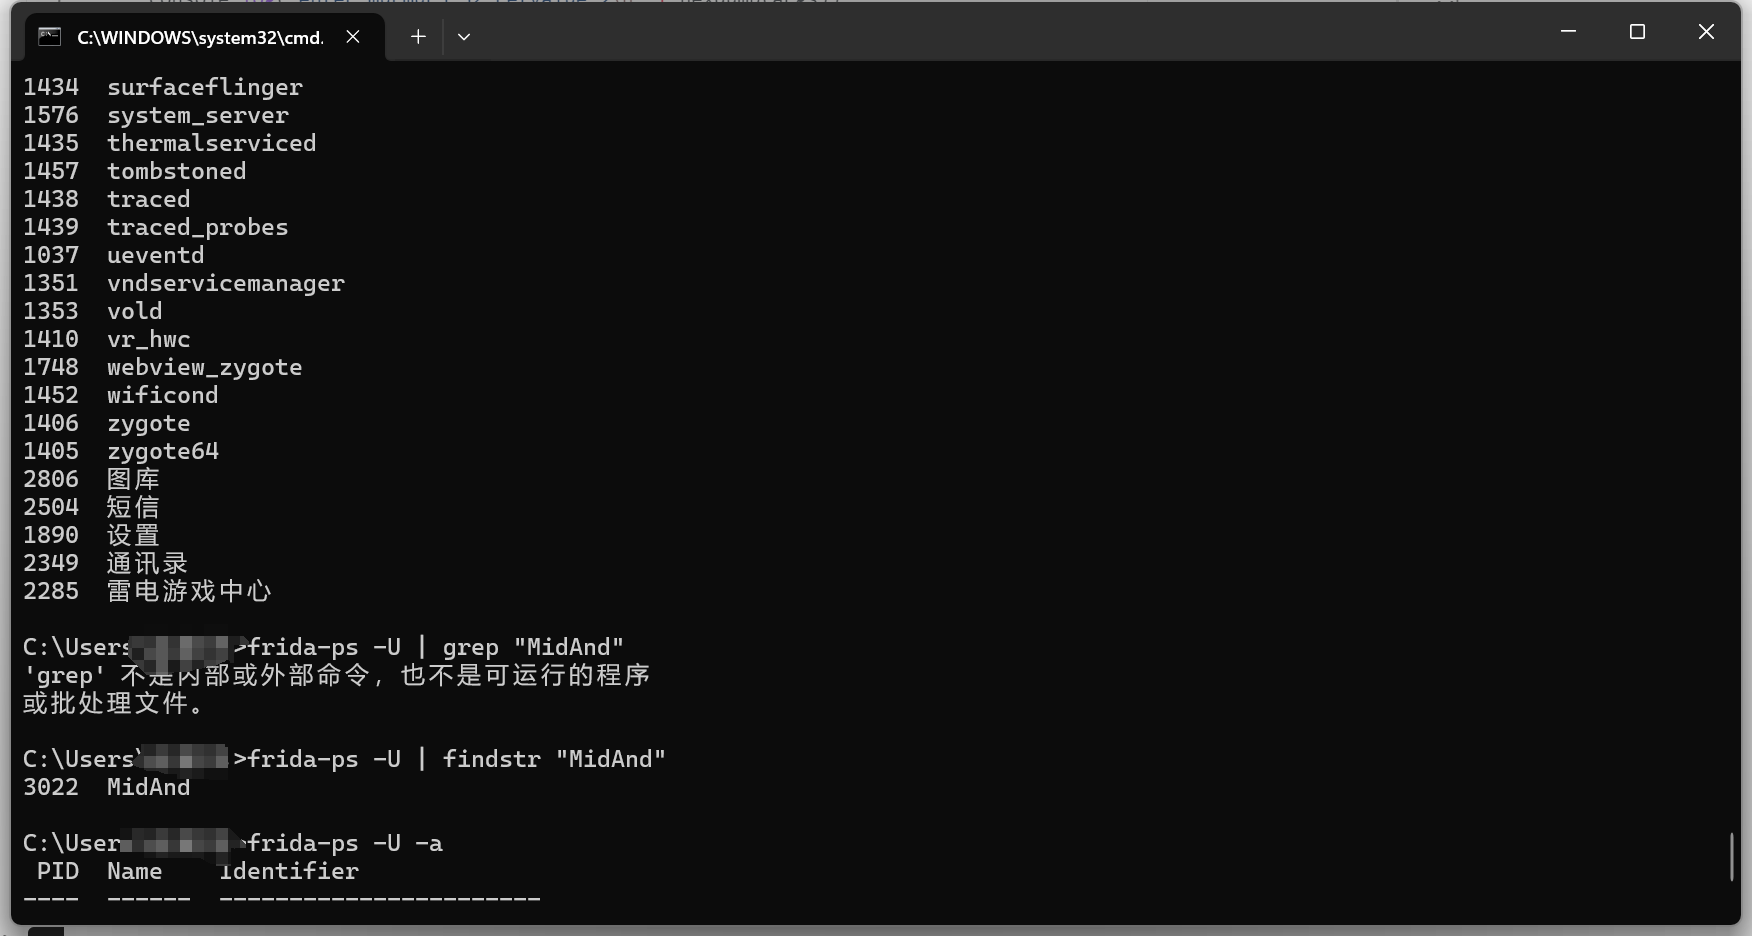 C:\WINDOWS\system32\cmd.
1434 surfaceflinger
1576 system_server
1435 thermalserviced
1457 tombstoned
1438 traced
1439 traced_probes
1037 ueventd
1351 vndservicemanager
1353 vold
1410 vr_hwc
1748 webview_zygote
1452 wificond
1406 zygote
1405 zygote64
2806 图库
2504 短信
1890 设置
2349 通讯录
2285 雷电游戏中心
C:\Users >frida-ps -U | grep "MidAnd"
'grep' 不是内部或外部命令，也不是可运行的程序
或批处理文件。
C:\Users\ >frida-ps -U | findstr "MidAnd"
3022 MidAnd
C:\User frida-ps -U -a
PID Name Identifier
---- ------ -----------------------